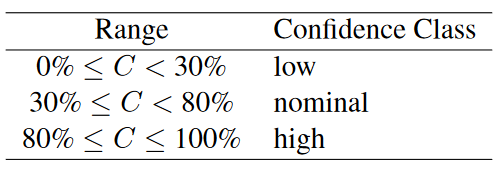 Range Confidence Class
0% ≤ C < 30% low
30% ≤ C < 80% nominal
80% ≤ C ≤ 100% high